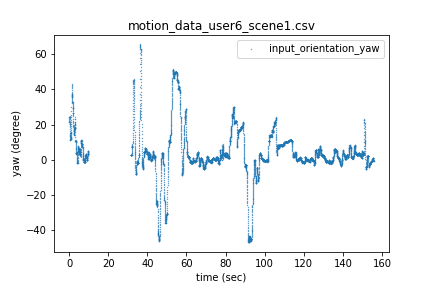 motion_data_user6_scene1.csv
input_orientation_yaw
yaw (degree)
60
40
20
0
−20
−40
0 20 40 60 80 100 120 140 160
time (sec)